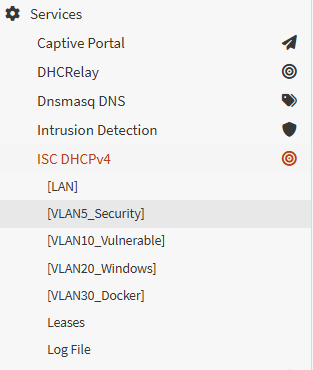 Services
Captive Portal
DHCRelay
Dnsmasq DNS
Intrusion Detection
ISC DHCPv4
[LAN]
[VLAN5_Security]
[VLAN10_Vulnerable]
[VLAN20_Windows]
[VLAN30_Docker]
Leases
Log File